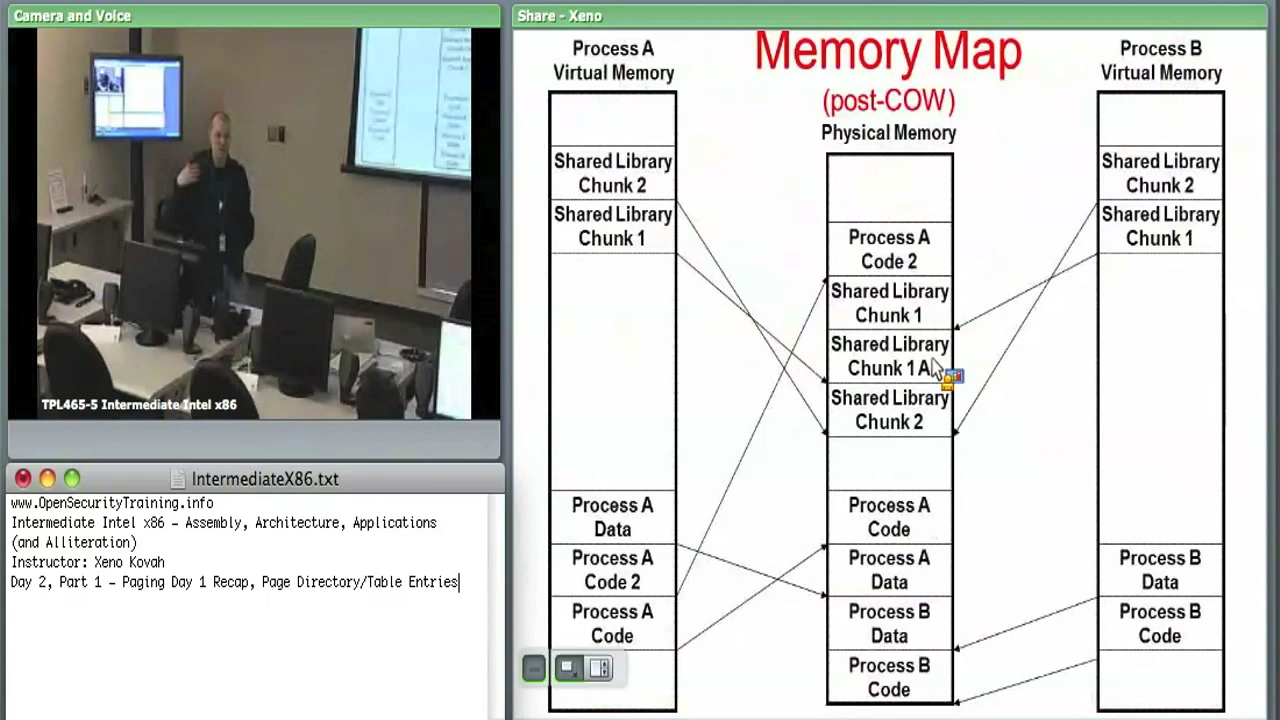 Camera and Voice
TPL465-5 Intermediate Intel x86
IntermediateX86.txt
www.OpenSecurityTraining.info
Intermediate Intel x86 – Assembly, Architecture, Applications
(and Alliteration)
Instructor: Xeno Kovah
Day 2, Part 1 – Paging Day 1 Recap, Page Directory/Table Entries
Share - Xeno
Memory Map
(post-COW)
Process A
Virtual Memory
Shared Library
Chunk 2
Shared Library
Chunk 1
Process A
Data
Process A
Code 2
Process A
Code
Physical Memory
Process A
Code 2
Shared Library
Chunk 1
Shared Library
Chunk 1 A
Shared Library
Chunk 2
Process A
Code
Process A
Data
Process B
Data
Process B
Code
Process B
Virtual Memory
Shared Library
Chunk 2
Shared Library
Chunk 1
Process B
Data
Process B
Code